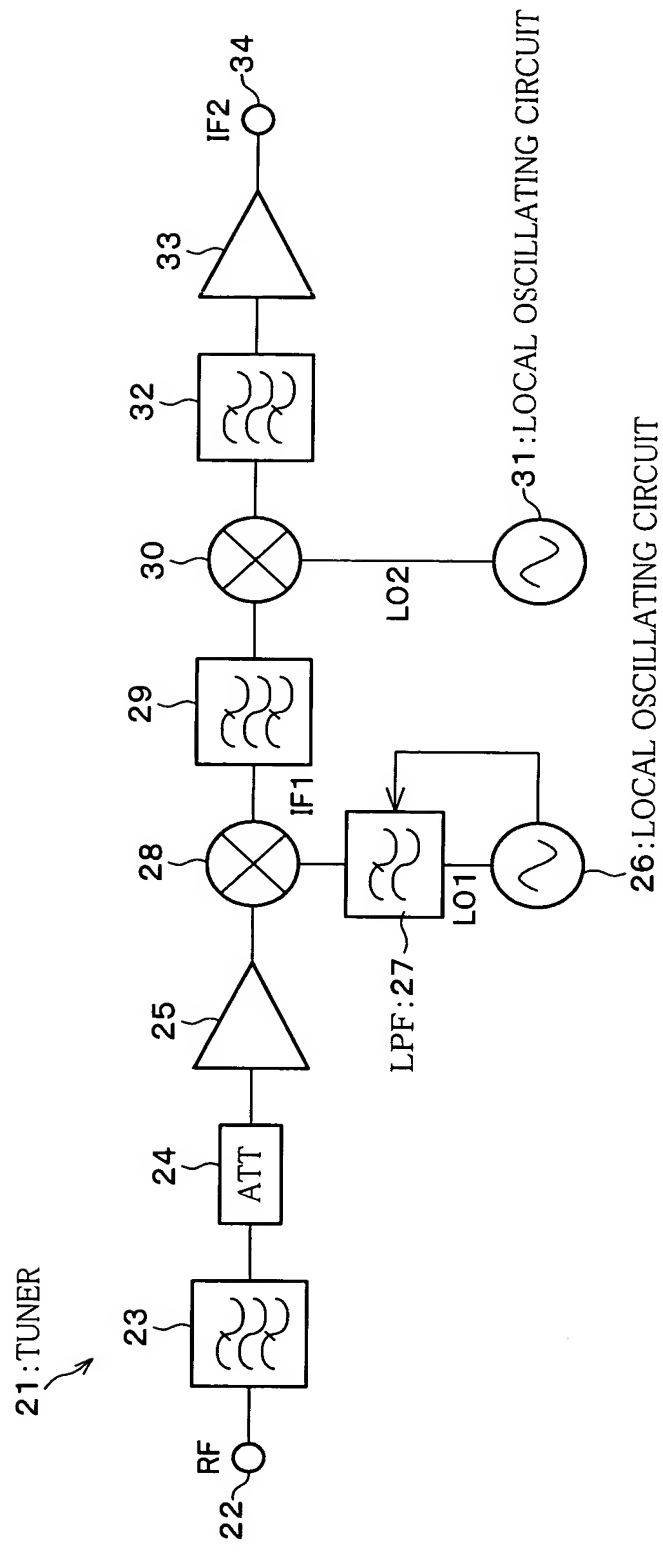 21:TUNER
RF
22
23
24
ATT
25
28
IF1
29
30
32
33
IF2
34
LPF:27
LO1
26:LOCAL OSCILLATING CIRCUIT
LO2
31:LOCAL OSCILLATING CIRCUIT